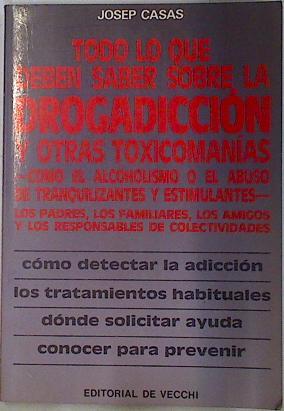 JOSEP CASAS
TODO LO QUE
DEBEN SABER SOBRE LA
DROGADICCIÓN
Y OTRAS TOXICOMANÍAS
—COMO EL ALCOHOLISMO O EL ABUSO
DE TRANQUILIZANTES Y ESTIMULANTES—
LOS PADRES, LOS FAMILIARES, LOS AMIGOS
Y LOS RESPONSABLES DE COLECTIVIDADES
cómo detectar la adicción
los tratamientos habituales
dónde solicitar ayuda
conocer para prevenir
EDITORIAL DE VECCHI